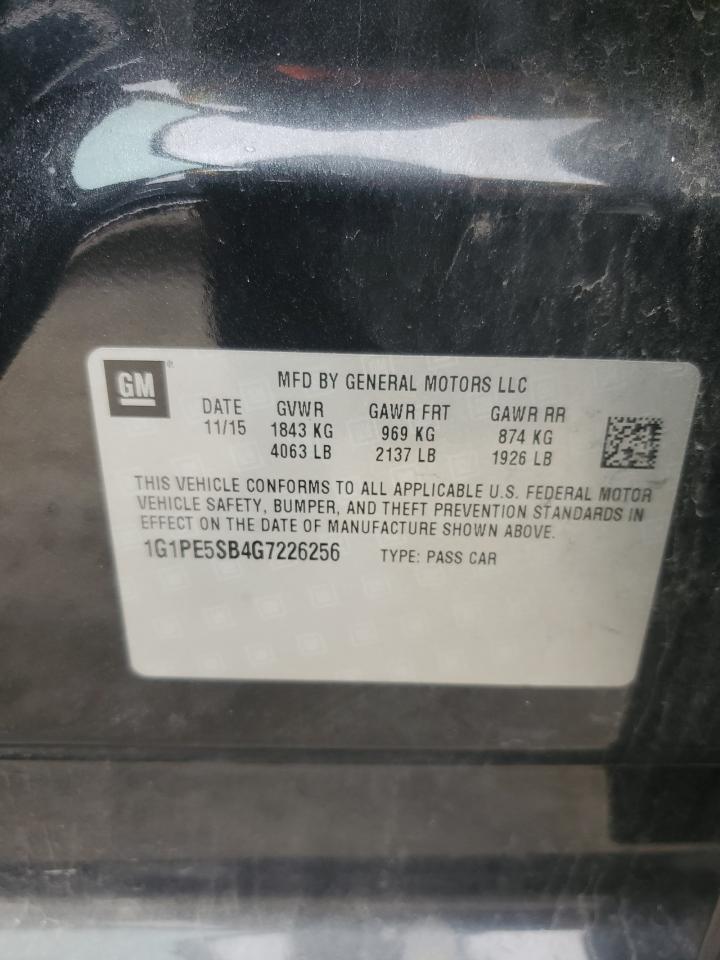 GM®
MFD BY GENERAL MOTORS LLC
DATE GVWR GAWR FRT GAWR RR
11/15 1843 KG 969 KG 874 KG
4063 LB 2137 LB 1926 LB
THIS VEHICLE CONFORMS TO ALL APPLICABLE U.S. FEDERAL MOTOR
VEHICLE SAFETY, BUMPER, AND THEFT PREVENTION STANDARDS IN
EFFECT ON THE DATE OF MANUFACTURE SHOWN ABOVE.
1G1PE5SB4G7226256 TYPE: PASS CAR